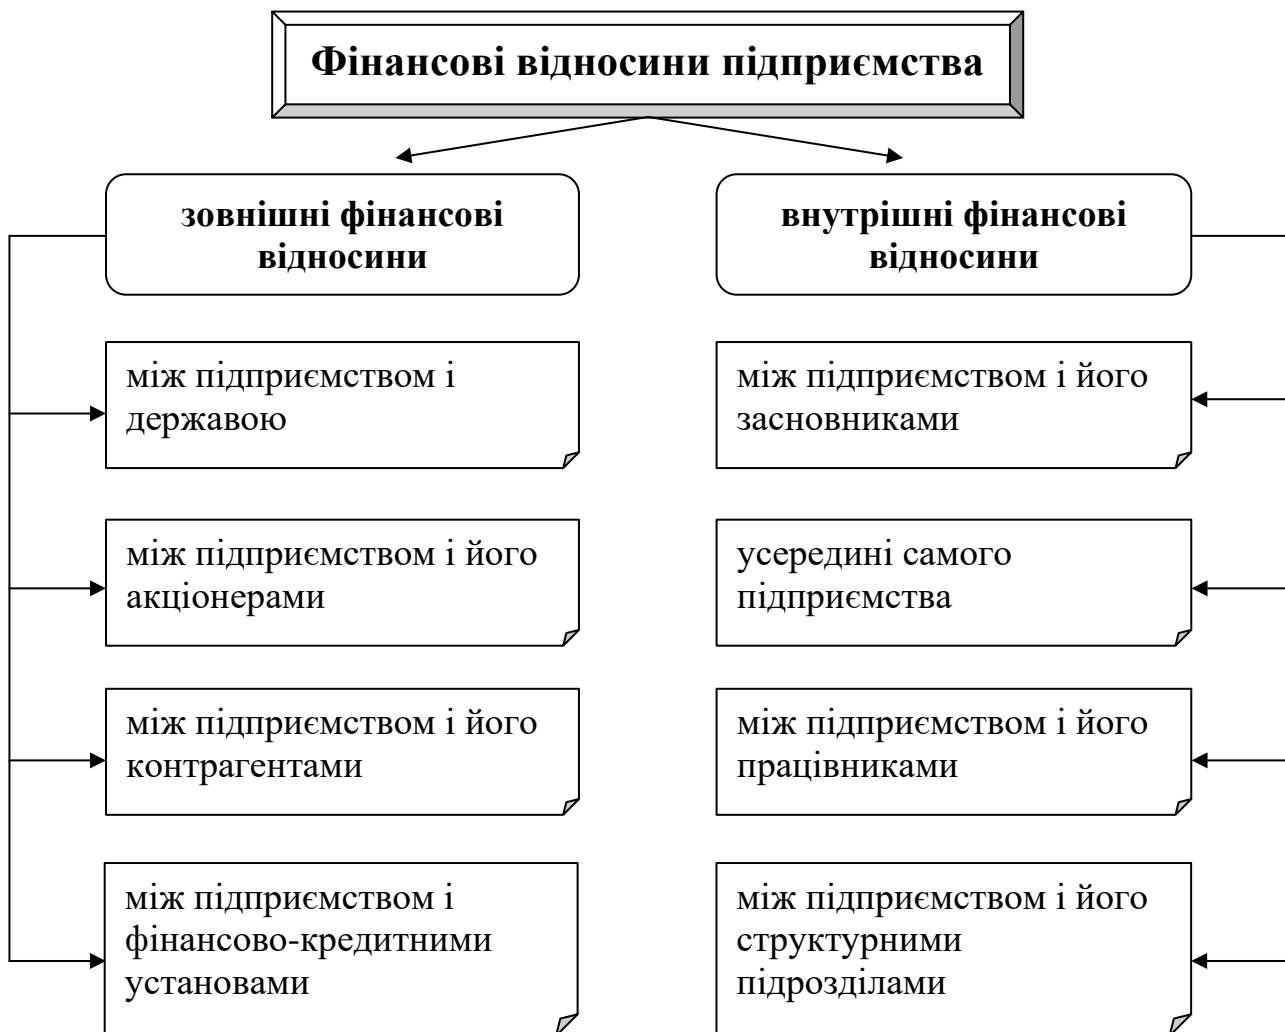 Фінансові відносини підприємства
зовнішні фінансові
відносини
внутрішні фінансові
відносини
між підприємством і
державою
між підприємством і його
засновниками
між підприємством і його
акціонерами
усередині самого
підприємства
між підприємством і його
контрагентами
між підприємством і його
працівниками
між підприємством і
фінансово-кредитними
установами
між підприємством і його
структурними
підрозділами